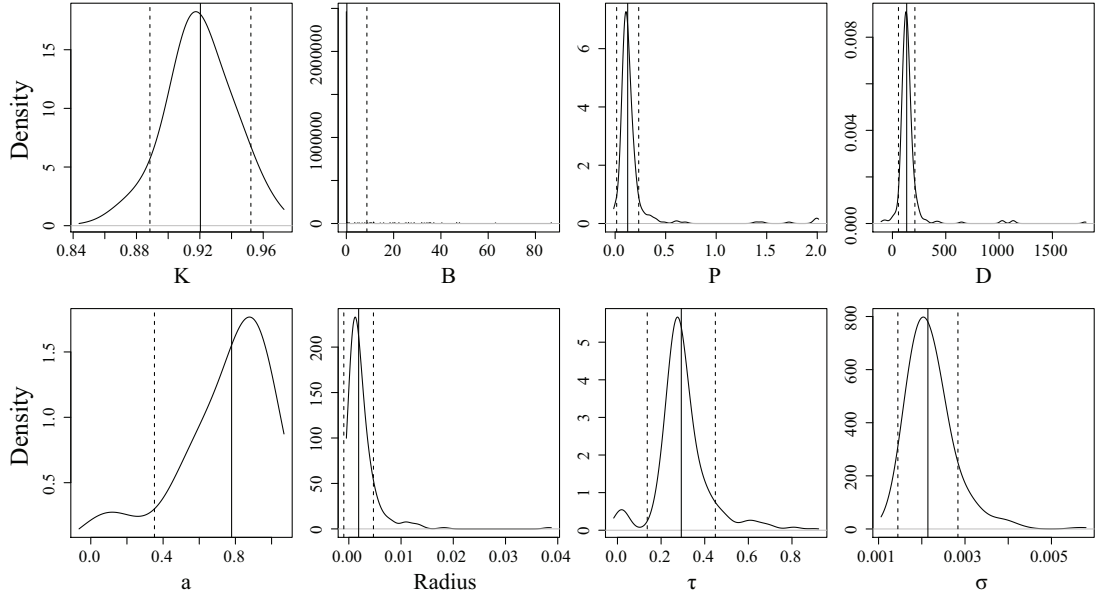 Density
0 5 10 15
0.84 0.88 0.92 0.96
K
0 1000000 2000000
0 20 40 60 80
B
0 2 4 6
0.0 0.5 1.0 1.5 2.0
P
0.000 0.004 0.008
0 500 1000 1500
D
Density
0.5 1.0 1.5
0.0 0.4 0.8
a
0 50 100 150 200
0.00 0.01 0.02 0.03 0.04
Radius
0 1 2 3 4 5
0.0 0.2 0.4 0.6 0.8
τ
0 200 400 600 800
0.001 0.003 0.005
σ